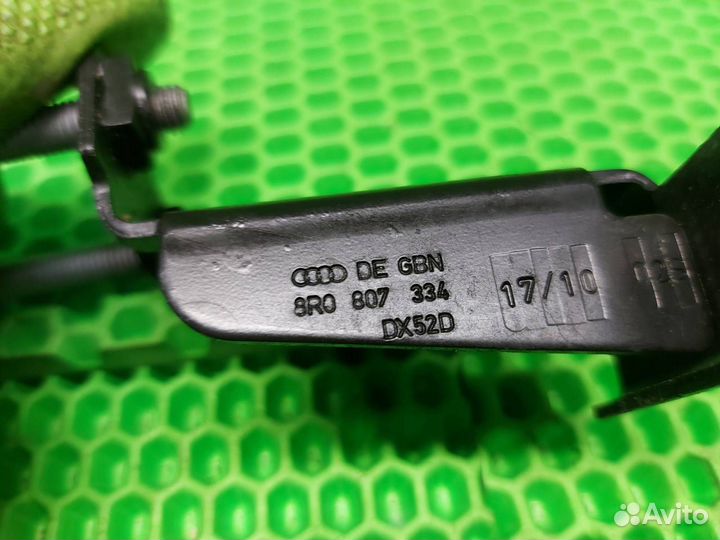 DE GBN
8R0 807 334
DX52D
17/10
Avito